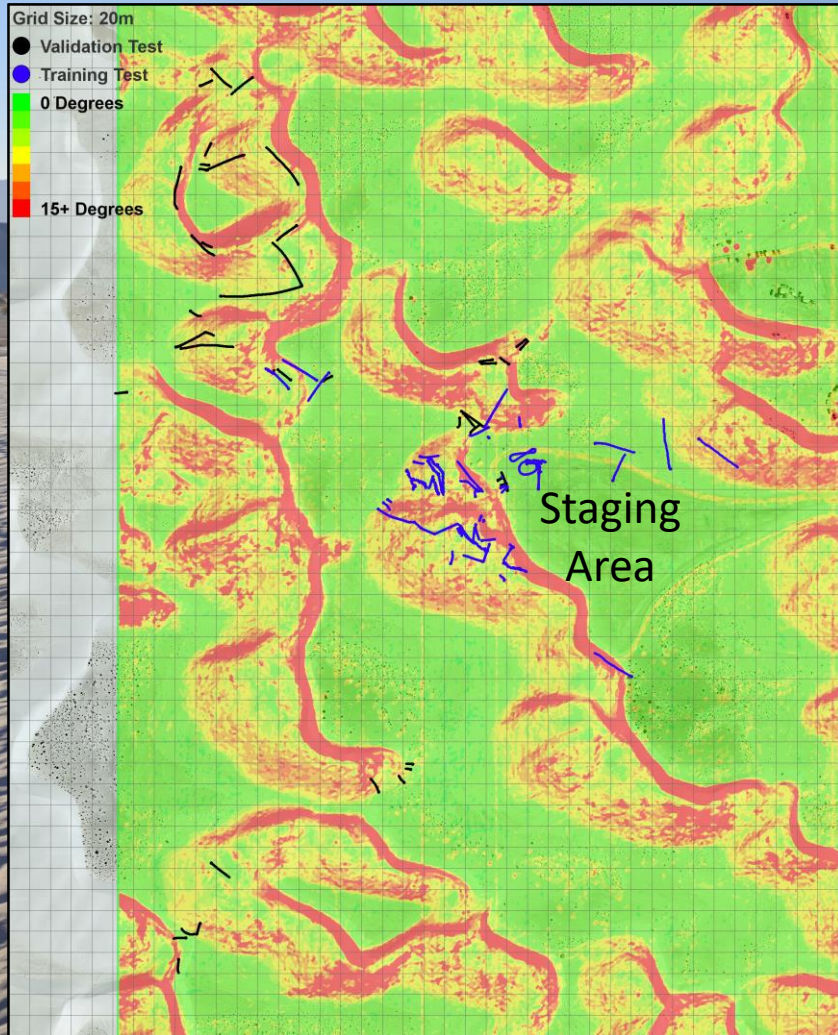 Grid Size: 20m
Validation Test
Training Test
0 Degrees
15+ Degrees
Staging
Area